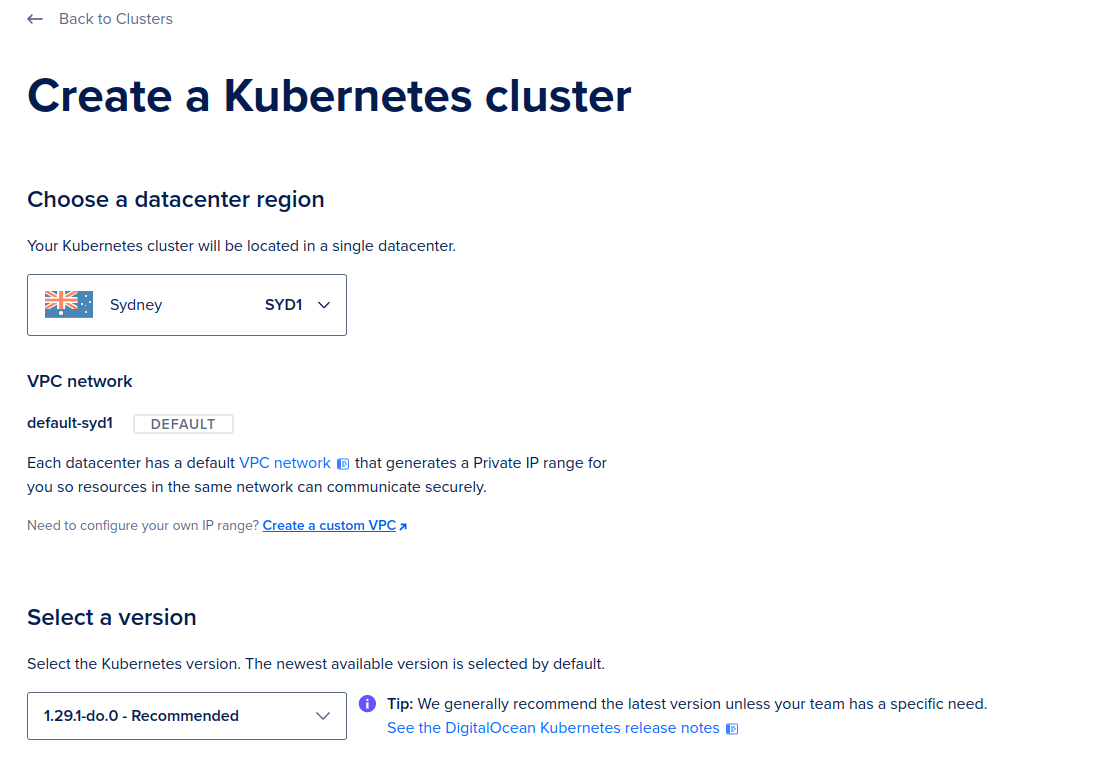 Back to Clusters
Create a Kubernetes cluster
Choose a datacenter region
Your Kubernetes cluster will be located in a single datacenter.
Sydney SYD1
VPC network
default-syd1 DEFAULT
Each datacenter has a default VPC network that generates a Private IP range for
you so resources in the same network can communicate securely.
Need to configure your own IP range? Create a custom VPC
Select a version
Select the Kubernetes version. The newest available version is selected by default.
1.29.1-do.0 - Recommended
Tip: We generally recommend the latest version unless your team has a specific need.
See the DigitalOcean Kubernetes release notes